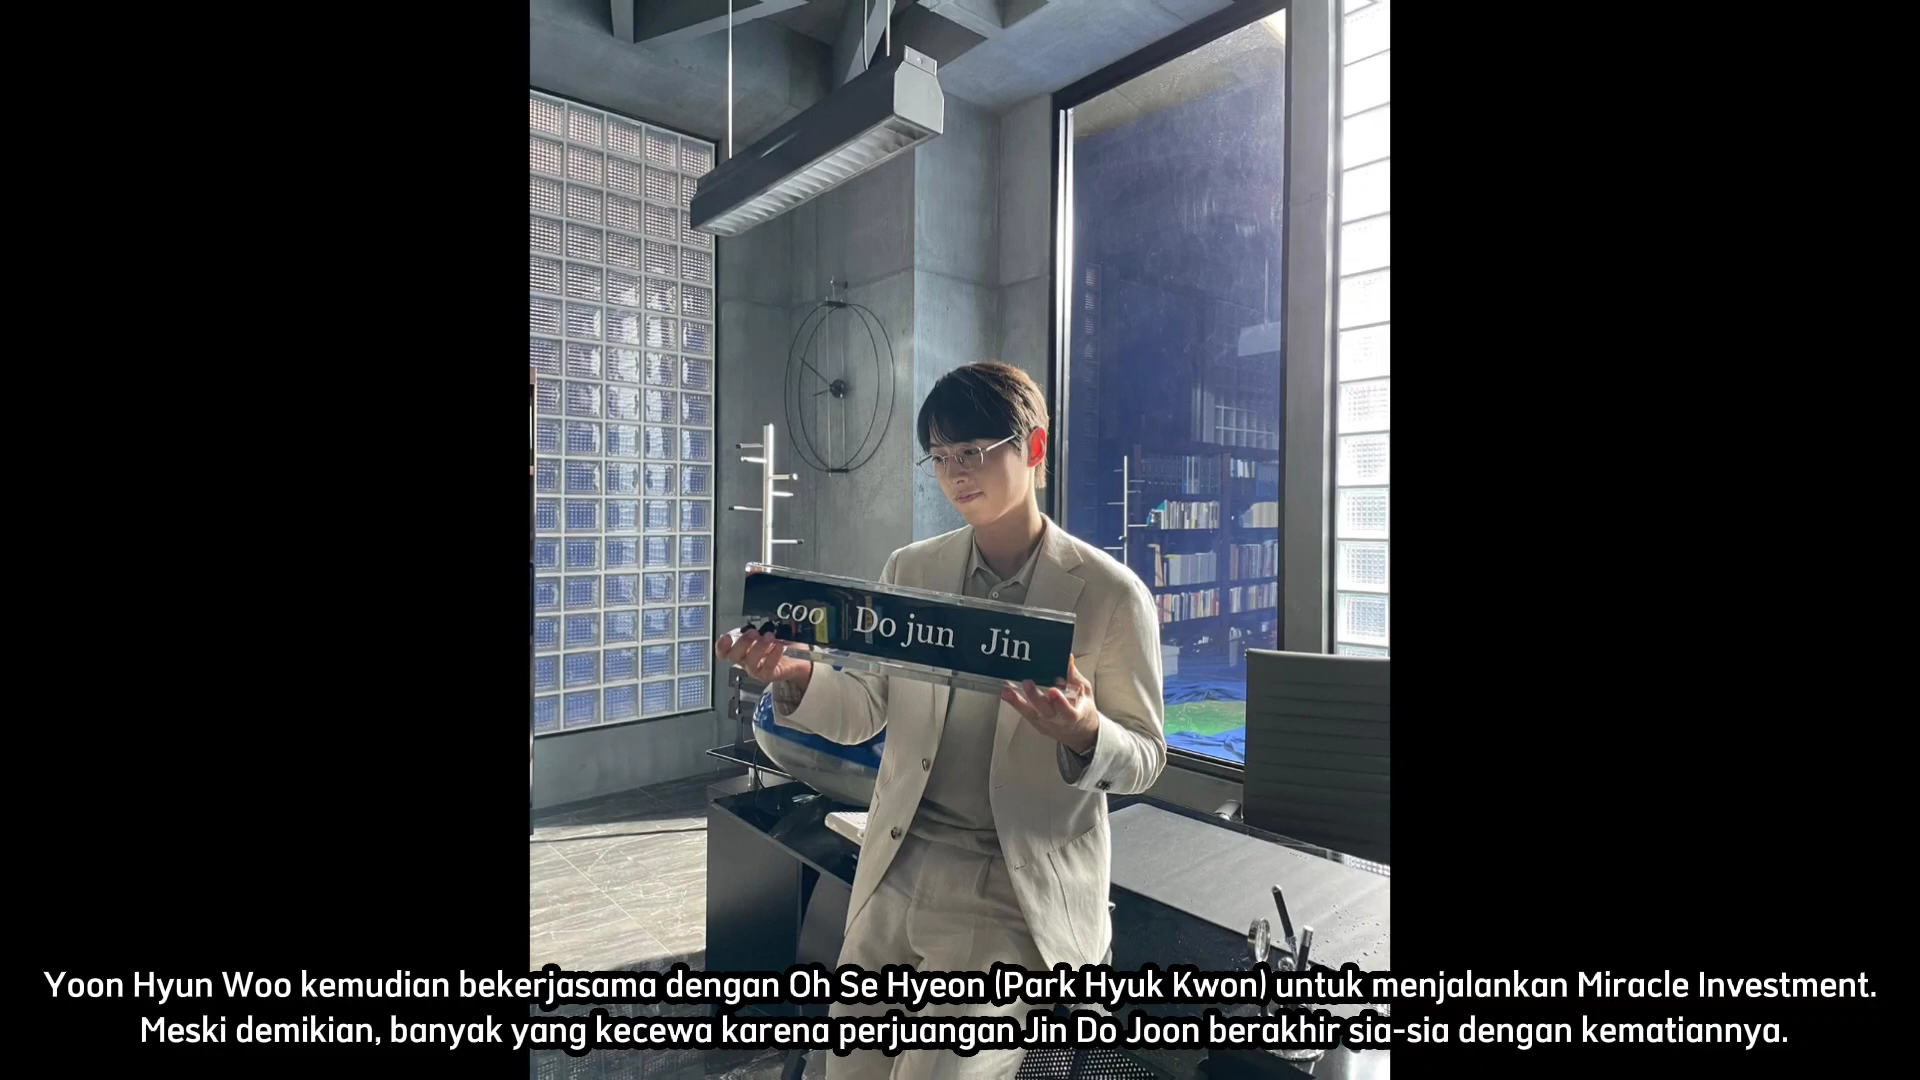 COO Do jun Jin
Yoon Hyun Woo kemudian bekerjasama dengan Oh Se Hyeon (Park Hyuk Kwon) untuk menjalankan Miracle Investment.
Meski demikian, banyak yang kecewa karena perjuangan Jin Do Joon berakhir sia-sia dengan kematiannya.